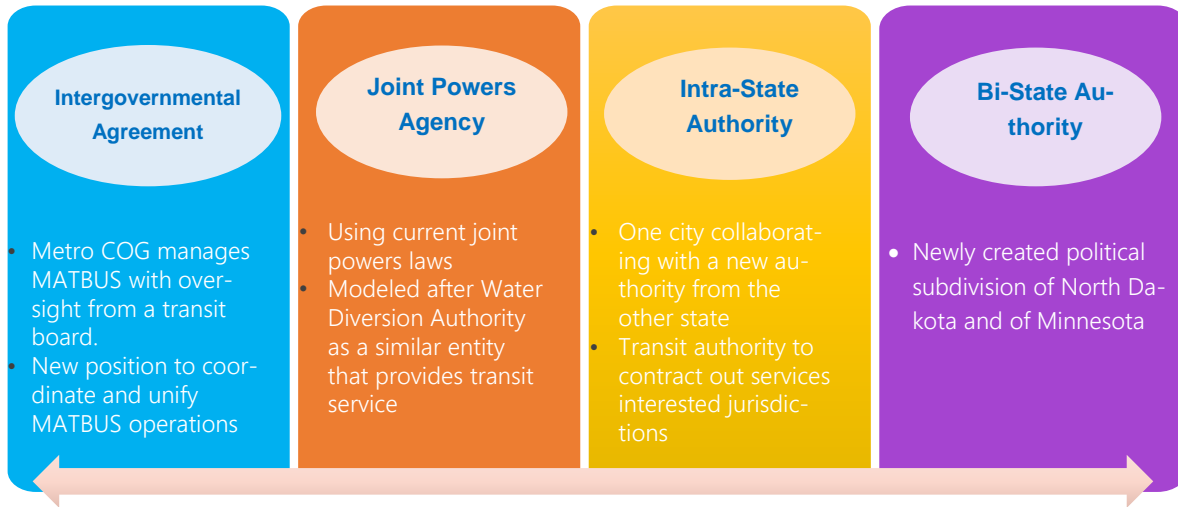 Intergovernmental
Agreement
• Metro COG manages
MATBUS with over-
sight from a transit
board.
• New position to coor-
dinate and unify
MATBUS operations
Joint Powers
Agency
• Using current joint
powers laws
• Modeled after Water
Diversion Authority
as a similar entity
that provides transit
service
Intra-State
Authority
• One city collaborat-
ing with a new au-
thority from the
other state
• Transit authority to
contract out services
interested jurisdic-
tions
Bi-State Au-
thority
• Newly created political
subdivision of North Da-
kota and of Minnesota